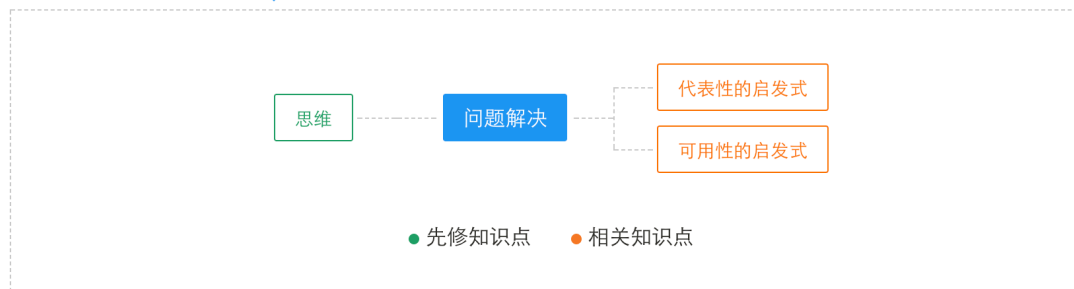 代表性的启发式
思维
问题解决
可用性的启发式
先修知识点
相关知识点